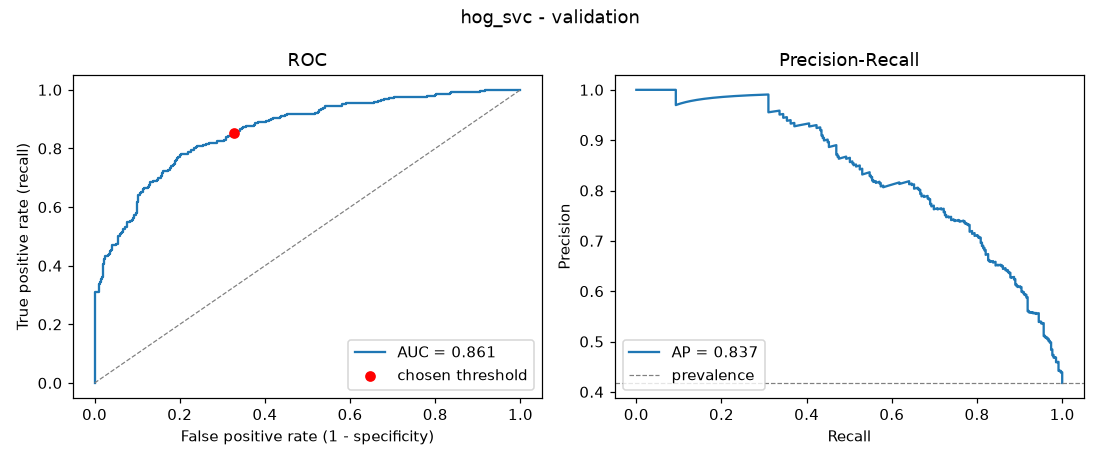 hog_svc - validation
ROC
True positive rate (recall)
1.0
0.8
0.6
0.4
0.2
0.0
AUC = 0.861
chosen threshold
0.0 0.2 0.4 0.6 0.8 1.0
False positive rate (1 - specificity)
Precision-Recall
Precision
1.0
0.9
0.8
0.7
0.6
0.5
0.4
AP = 0.837
prevalence
0.0 0.2 0.4 0.6 0.8 1.0
Recall